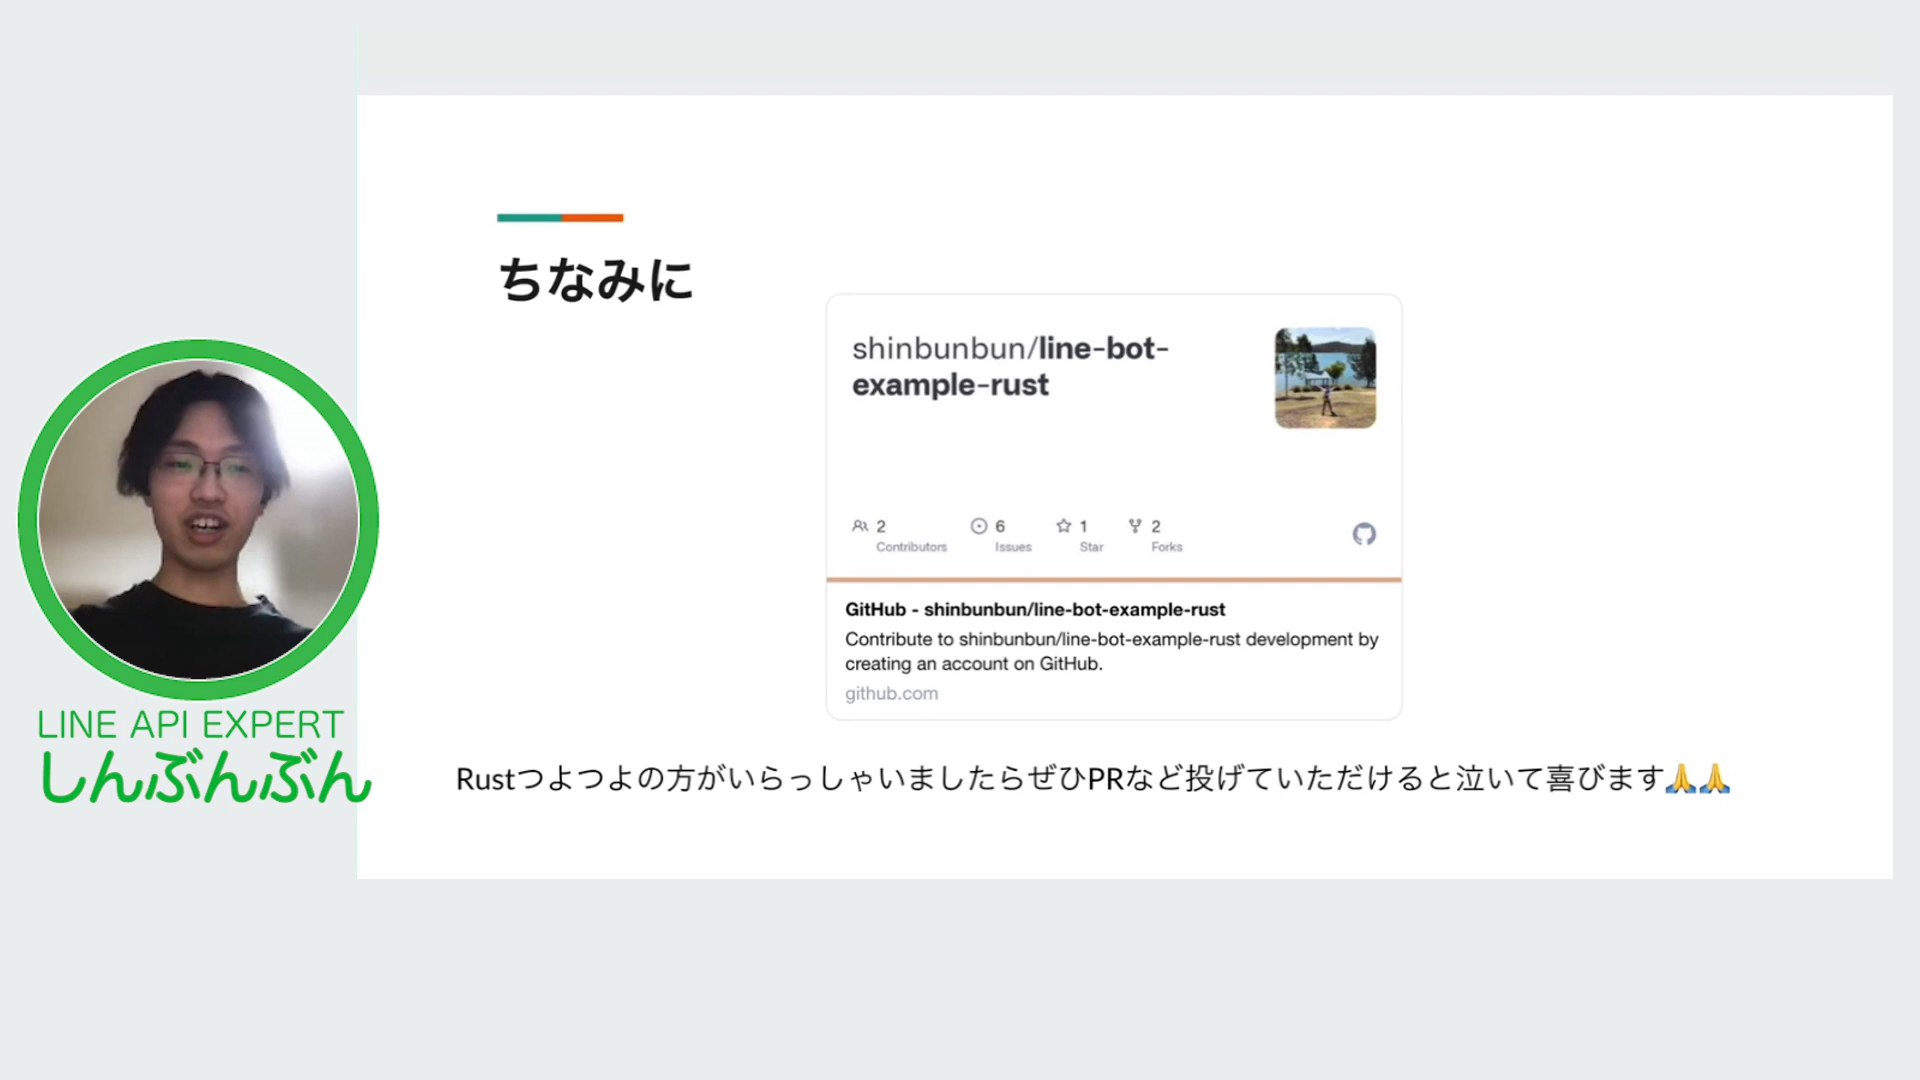 ちなみに
shinbunbun/line-bot-
example-rust
2 Contributors
6 Issues
1 Star
2 Forks
GitHub - shinbunbun/line-bot-example-rust
Contribute to shinbunbun/line-bot-example-rust development by
creating an account on GitHub.
github.com
LINE API EXPERT
しんぶんぶん
Rustつよつよの方がいらっしゃいましたらぜひPRなど投げていただけると泣いて喜びます🙏🙏